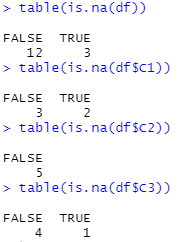 > table(is.na(df))
FALSE TRUE
12 3
> table(is.na(df$C1))
FALSE TRUE
3 2
> table(is.na(df$C2))
FALSE
5
> table(is.na(df$C3))
FALSE TRUE
4 1